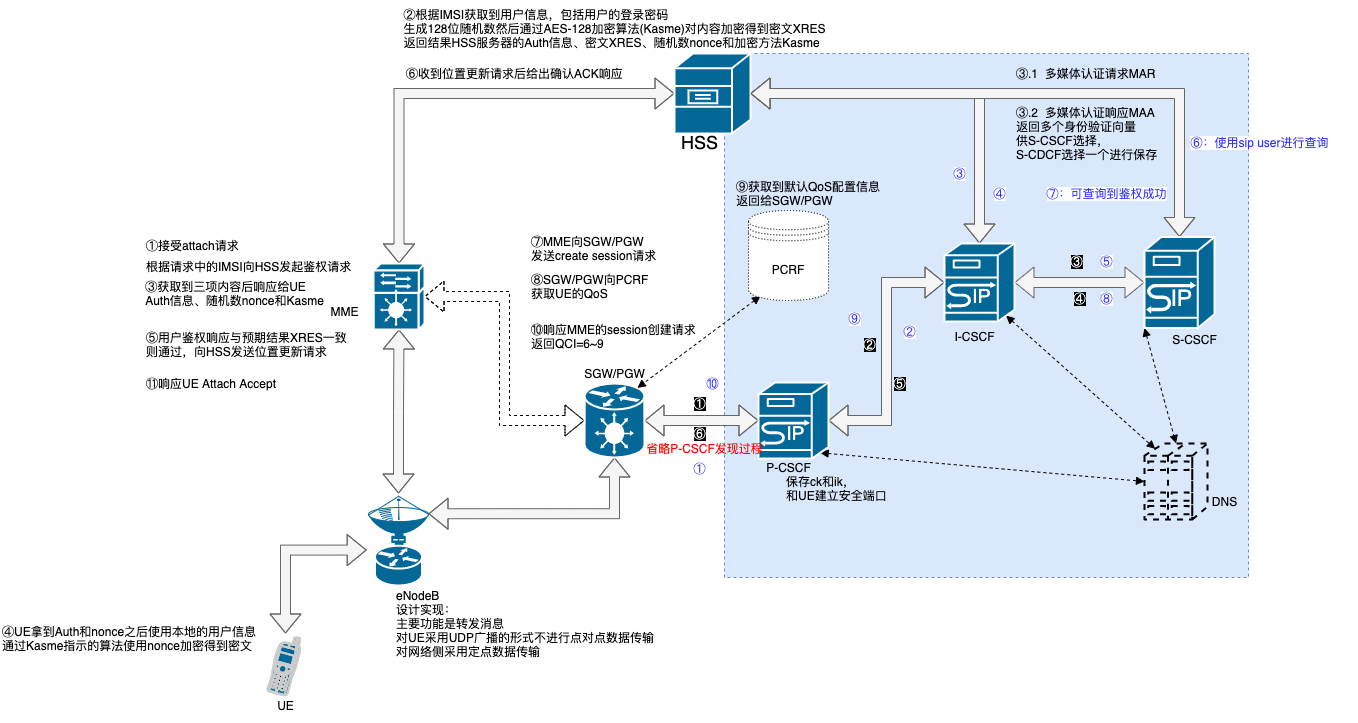 ②根据IMSI获取到用户信息，包括用户的登录密码
生成128位随机数然后通过AES-128加密算法(Kasme)对内容加密得到密文XRES
返回结果HSS服务器的Auth信息、密文XRES、随机数nonce和加密方法Kasme
⑥收到位置更新请求后给出确认ACK响应
HSS
③.1 多媒体认证请求MAR
③.2 多媒体认证响应MAA
返回多个身份验证向量
供S-CSCF选择，
S-CDCF选择一个进行保存
⑥：使用sip user进行查询
③
④
⑦：可查询到鉴权成功
⑨获取到默认QoS配置信息
返回给SGW/PGW
PCRF
①接受attach请求
根据请求中的IMSI向HSS发起鉴权请求
③获取到三项内容后响应给UE
Auth信息、随机数nonce和Kasme
MME
⑤用户鉴权响应与预期结果XRES一致
则通过，向HSS发送位置更新请求
⑪响应UE Attach Accept
⑦MME向SGW/PGW
发送create session请求
⑧SGW/PGW向PCRF
获取UE的QoS
⑩响应MME的session创建请求
返回QCI=6~9
SGW/PGW
❸
⑤
❹
⑧
SIP
I-CSCF
SIP
S-CSCF
⑨
②
❷
❺
⑩
❶
❻
省略P-CSCF发现过程
①
SIP
P-CSCF
保存ck和ik，
和UE建立安全端口
DNS
eNodeB
设计实现：
主要功能是转发消息
对UE采用UDP广播的形式不进行点对点数据传输
对网络侧采用定点数据传输
④UE拿到Auth和nonce之后使用本地的用户信息
通过Kasme指示的算法使用nonce加密得到密文
UE